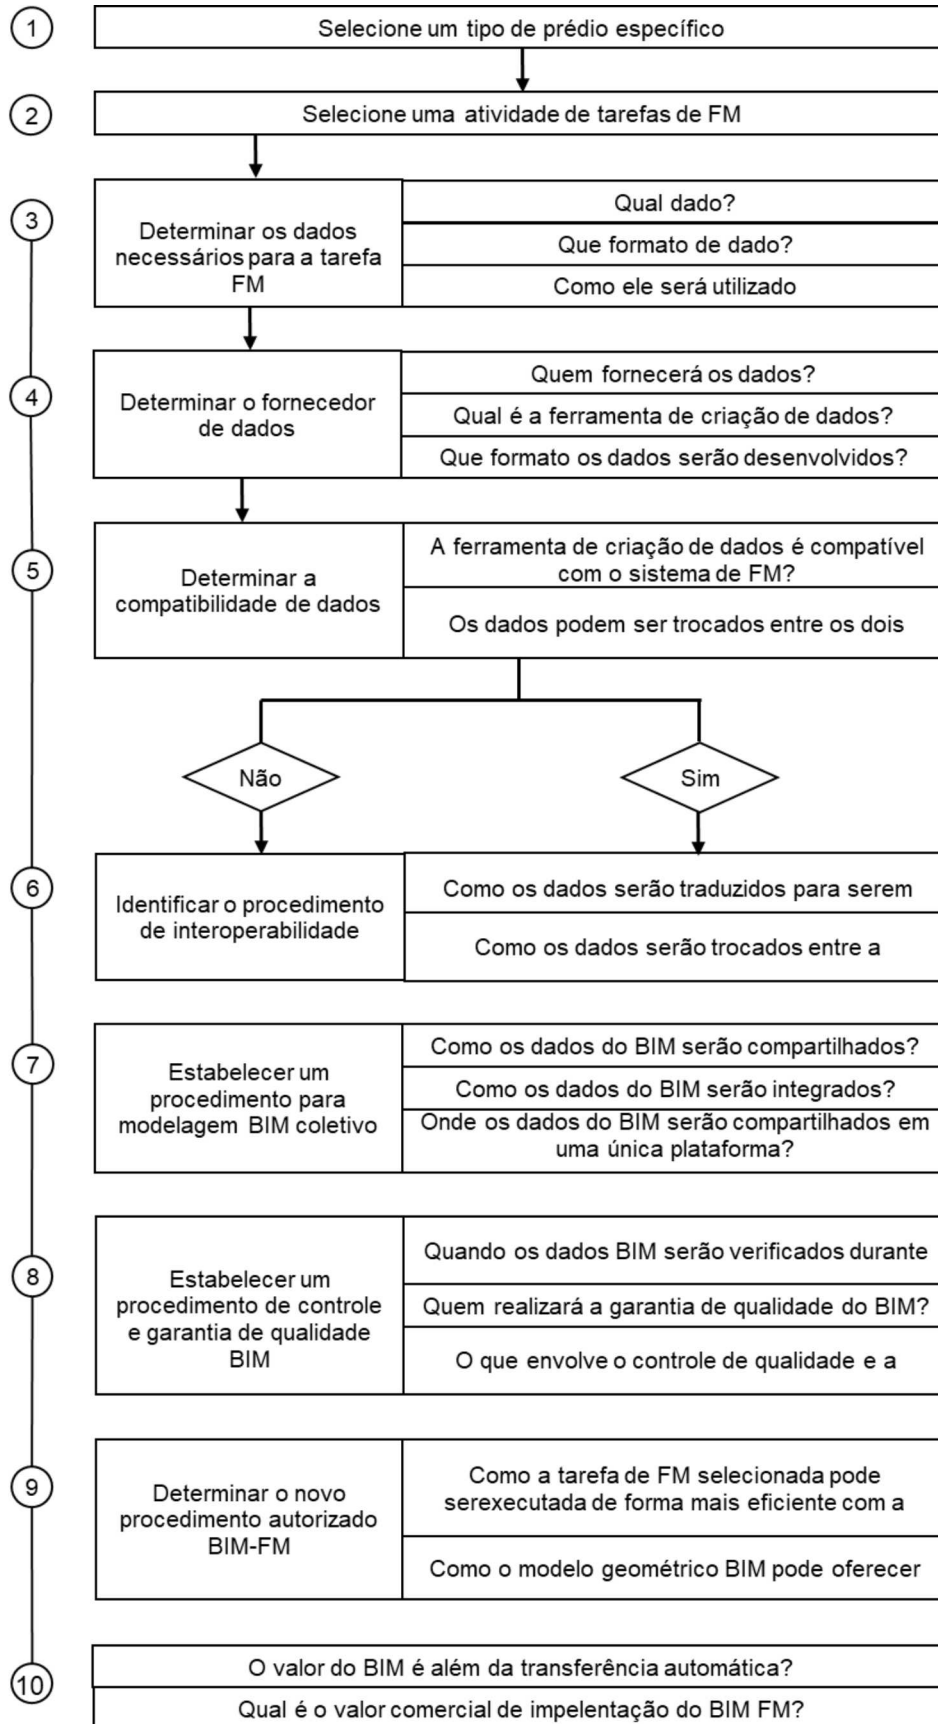 1
Selecione um tipo de prédio específico
2
Selecione uma atividade de tarefas de FM
3
Determinar os dados
necessários para a tarefa
FM
Qual dado?
Que formato de dado?
Como ele será utilizado
4
Determinar o fornecedor
de dados
Quem fornecerá os dados?
Qual é a ferramenta de criação de dados?
Que formato os dados serão desenvolvidos?
5
Determinar a
compatibilidade de dados
A ferramenta de criação de dados é compatível
com o sistema de FM?
Os dados podem ser trocados entre os dois
Não
Sim
6
Identificar o procedimento
de interoperabilidade
Como os dados serão traduzidos para serem
Como os dados serão trocados entre a
7
Estabelecer um
procedimento para
modelagem BIM coletivo
Como os dados do BIM serão compartilhados?
Como os dados do BIM serão integrados?
Onde os dados do BIM serão compartilhados em
uma única plataforma?
8
Estabelecer um
procedimento de controle
e garantia de qualidade
BIM
Quando os dados BIM serão verificados durante
Quem realizará a garantia de qualidade do BIM?
O que envolve o controle de qualidade e a
9
Determinar o novo
procedimento autorizado
BIM-FM
Como a tarefa de FM selecionada pode
serexecutada de forma mais eficiente com a
Como o modelo geométrico BIM pode oferecer
10
O valor do BIM é além da transferência automática?
Qual é o valor comercial de impelentação do BIM FM?